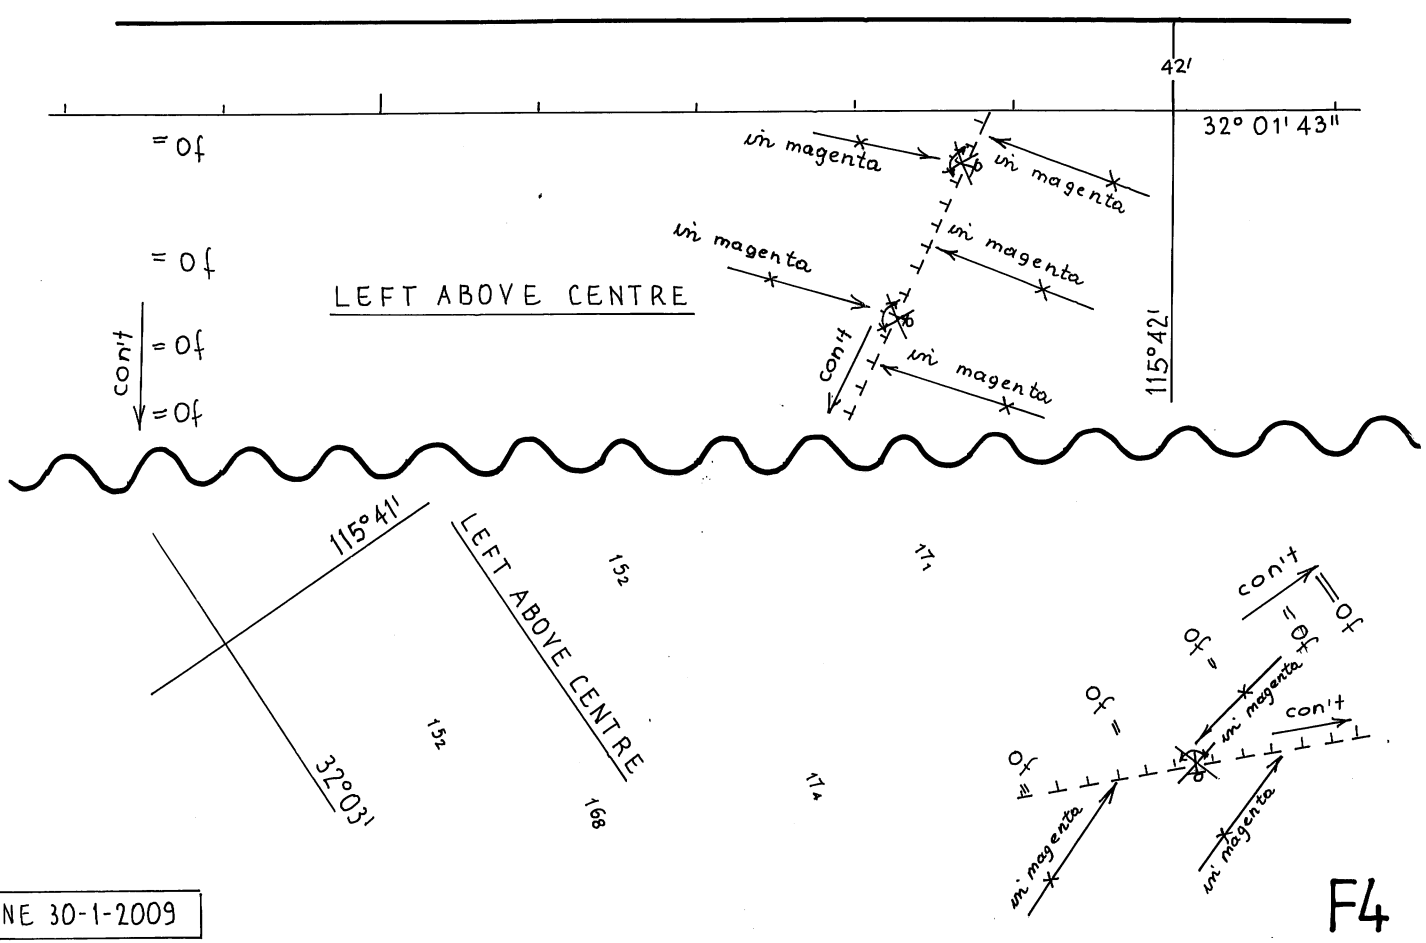 42'
32° 01' 43"
= Of
in magenta
in magenta
= Of
in magenta
in magenta
LEFT ABOVE CENTRE
115°42'
con't
= Of
con't
in magenta
= Of
115°41'
LEFT ABOVE CENTRE
15₂
17₁
con't
= Of
= Of
Of =
Of =
Of =
in magenta
con't
15₂
32°03'
16₈
17₄
in magenta
in magenta
NE 30-1-2009
F4